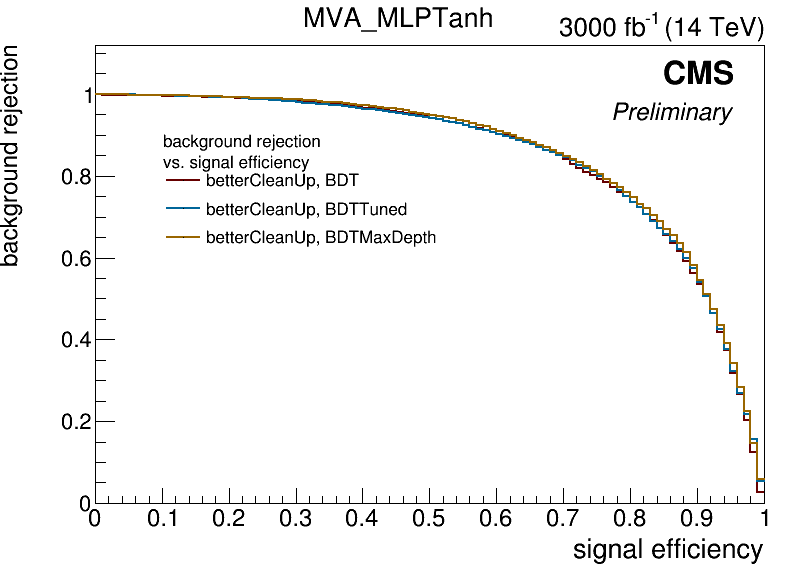 MVA_MLPTanh
3000 fb-1 (14 TeV)
CMS
Preliminary
background rejection
background rejection
vs. signal efficiency
betterCleanUp, BDT
betterCleanUp, BDTTuned
betterCleanUp, BDTMaxDepth
1
0.8
0.6
0.4
0.2
0
0 0.1 0.2 0.3 0.4 0.5 0.6 0.7 0.8 0.9 1
signal efficiency